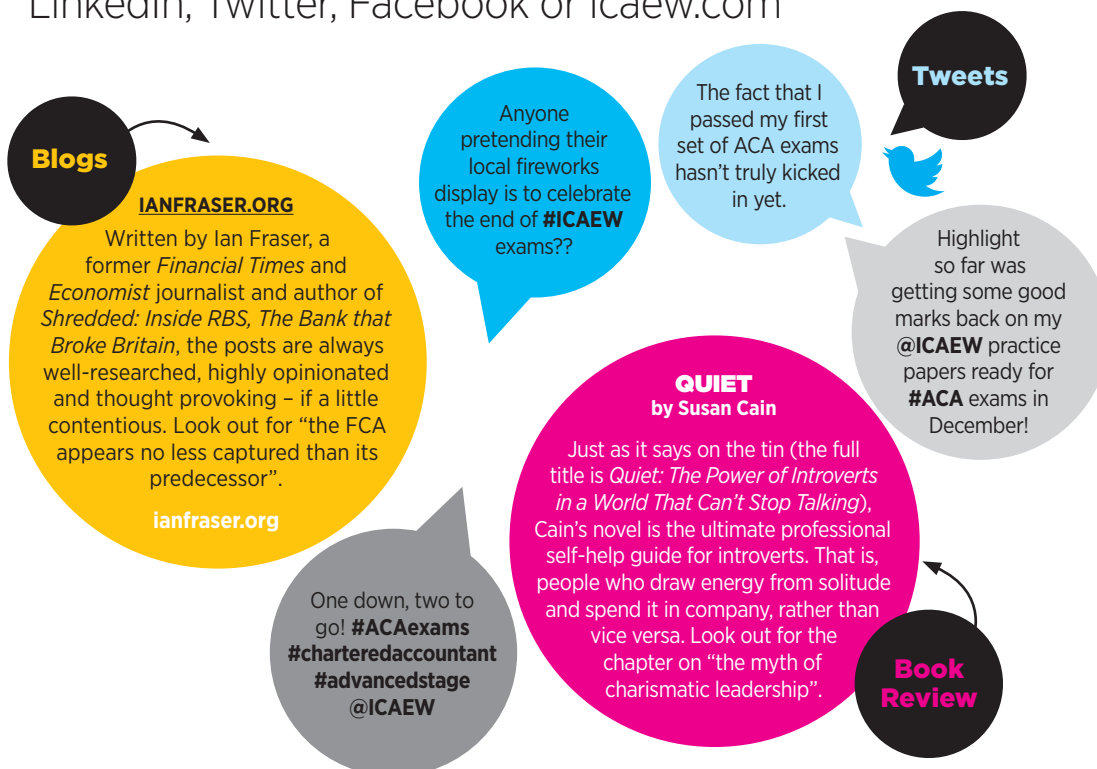 LinkedIn, Twitter, Facebook or icaew.com
Blogs
IANFRASER.ORG
Written by Ian Fraser, a
former Financial Times and
Economist journalist and author of
Shredded: Inside RBS, The Bank that
Broke Britain, the posts are always
well-researched, highly opinionated
and thought provoking – if a little
contentious. Look out for “the FCA
appears no less captured than its
predecessor”.
ianfraser.org
Anyone
pretending their
local fireworks
display is to celebrate
the end of #ICAEW
exams??
The fact that I
passed my first
set of ACA exams
hasn’t truly kicked
in yet.
Tweets
Highlight
so far was
getting some good
marks back on my
@ICAEW practice
papers ready for
#ACA exams in
December!
One down, two to
go! #ACAexams
#charteredaccountant
#advancedstage
@ICAEW
QUIET
by Susan Cain
Just as it says on the tin (the full
title is Quiet: The Power of Introverts
in a World That Can’t Stop Talking),
Cain’s novel is the ultimate professional
self-help guide for introverts. That is,
people who draw energy from solitude
and spend it in company, rather than
vice versa. Look out for the
chapter on “the myth of
charismatic leadership”.
Book
Review